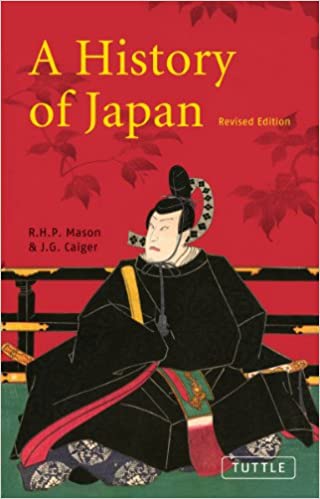 A History
of Japan
Revised Edition
R.H.P. Mason
& J.G. Caiger
TUTTLE